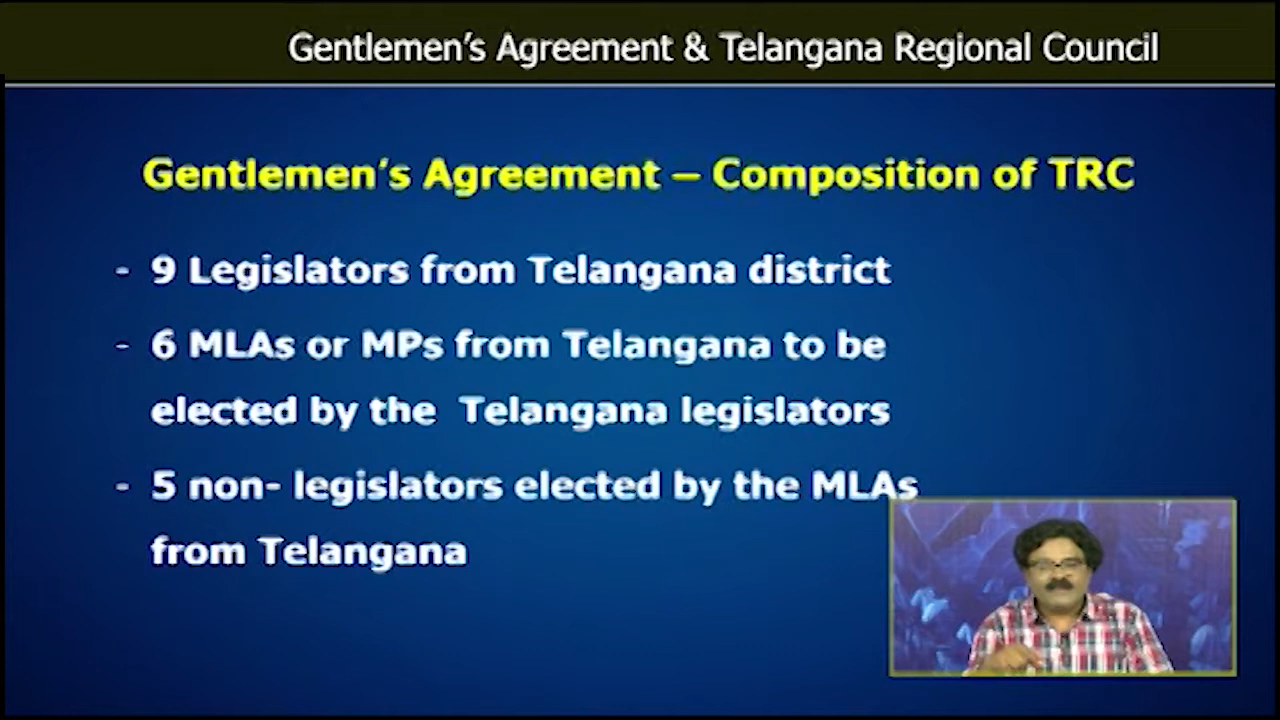 Gentlemen’s Agreement & Telangana Regional Council
Gentlemen’s Agreement – Composition of TRC
- 9 Legislators from Telangana district
- 6 MLAs or MPs from Telangana to be
elected by the Telangana legislators
- 5 non- legislators elected by the MLAs
from Telangana